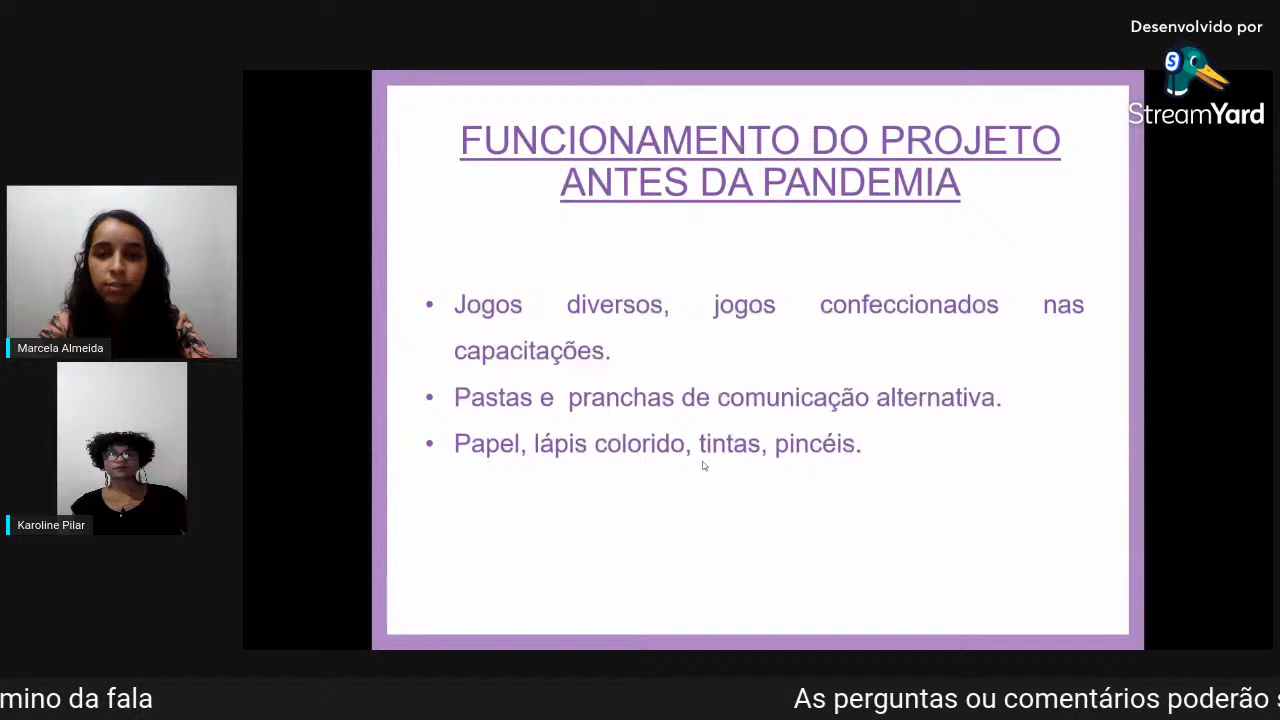 Desenvolvido por
StreamYard
FUNCIONAMENTO DO PROJETO
ANTES DA PANDEMIA
• Jogos diversos, jogos confeccionados nas
capacitações.
• Pastas e pranchas de comunicação alternativa.
• Papel, lápis colorido, tintas, pincéis.
Marcela Almeida
Karoline Pilar
mino da fala
As perguntas ou comentários poderão s